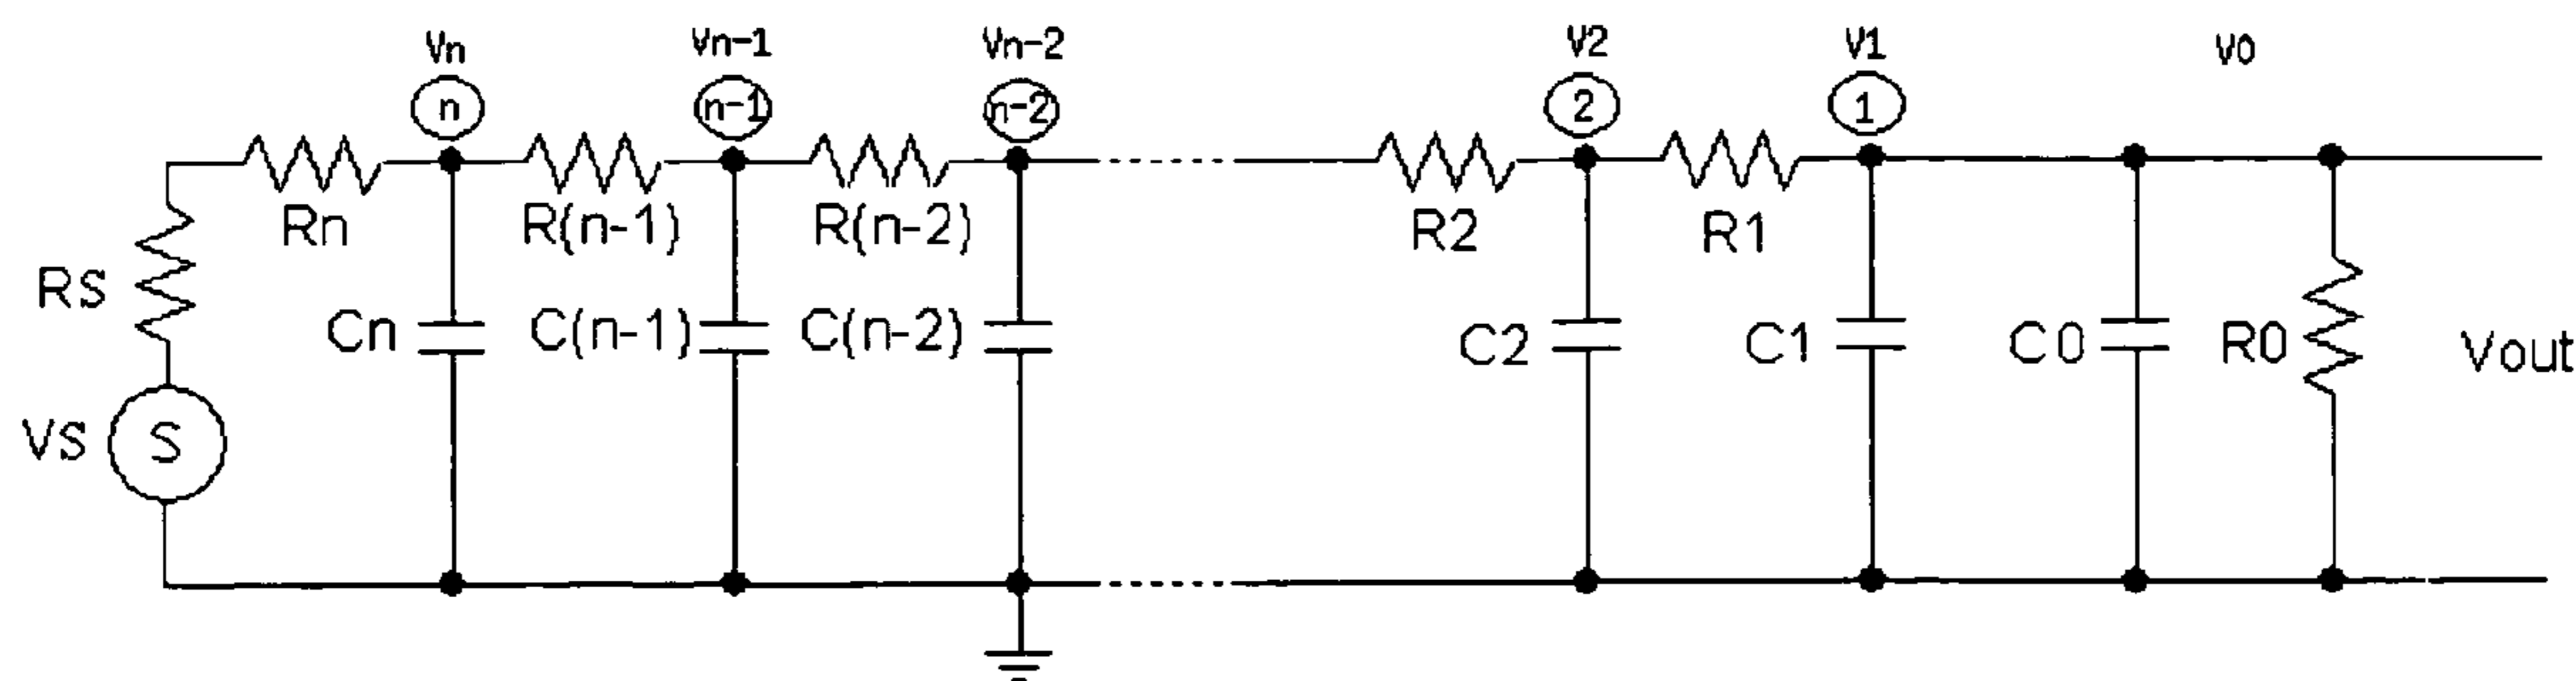 Vn Vn-1 Vn-2 V2 V1 V0
n n-1 n-2 2 1
Rn R(n-1) R(n-2) R2 R1
RS Cn C(n-1) C(n-2) C2 C1 C0 R0 Vout
VS S